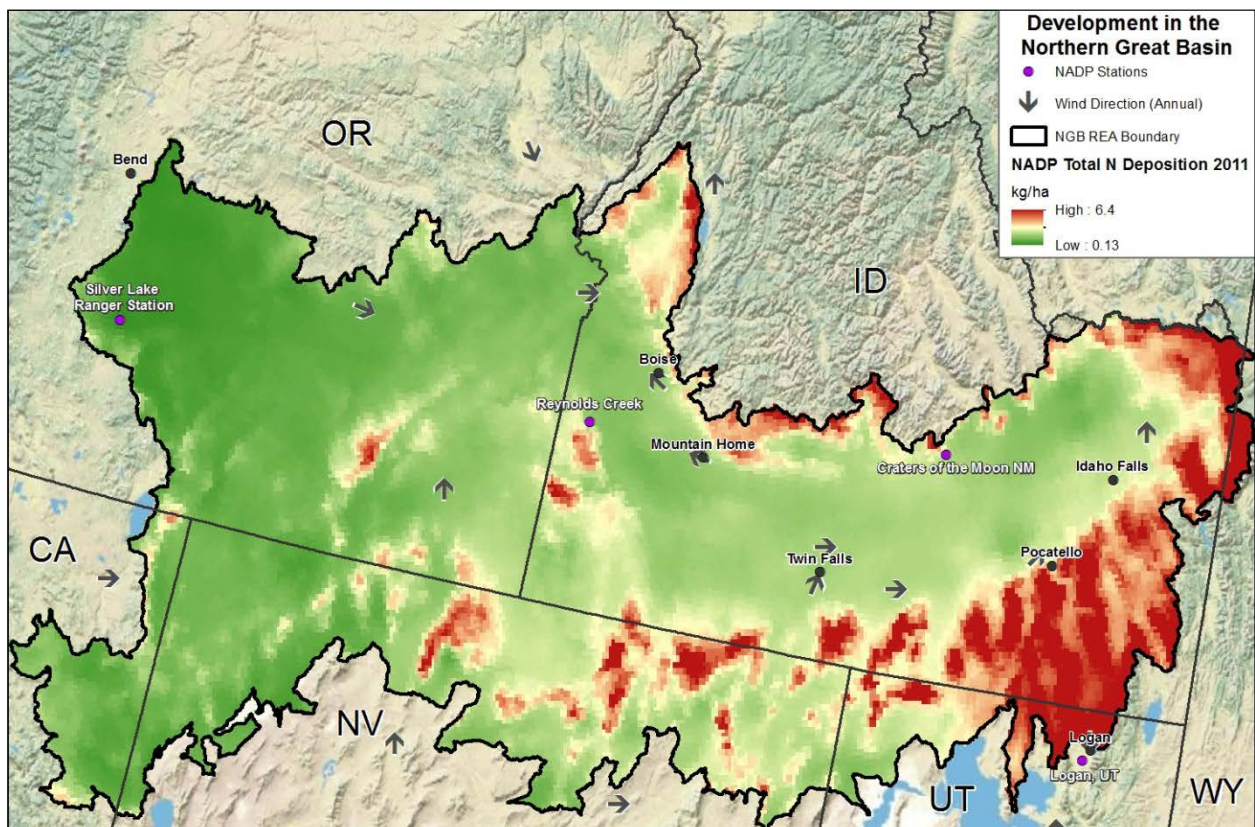 Development in the
Northern Great Basin
NADP Stations
Wind Direction (Annual)
NGB REA Boundary
NADP Total N Deposition 2011
kg/ha
High : 6.4
Low : 0.13
OR
Bend
ID
Silver Lake
Ranger Station
Boise
Reynolds Creek
Mountain Home
Craters of the Moon NM
Idaho Falls
CA
Twin Falls
Pocatello
NV
Logan
Logan, UT
UT
WY